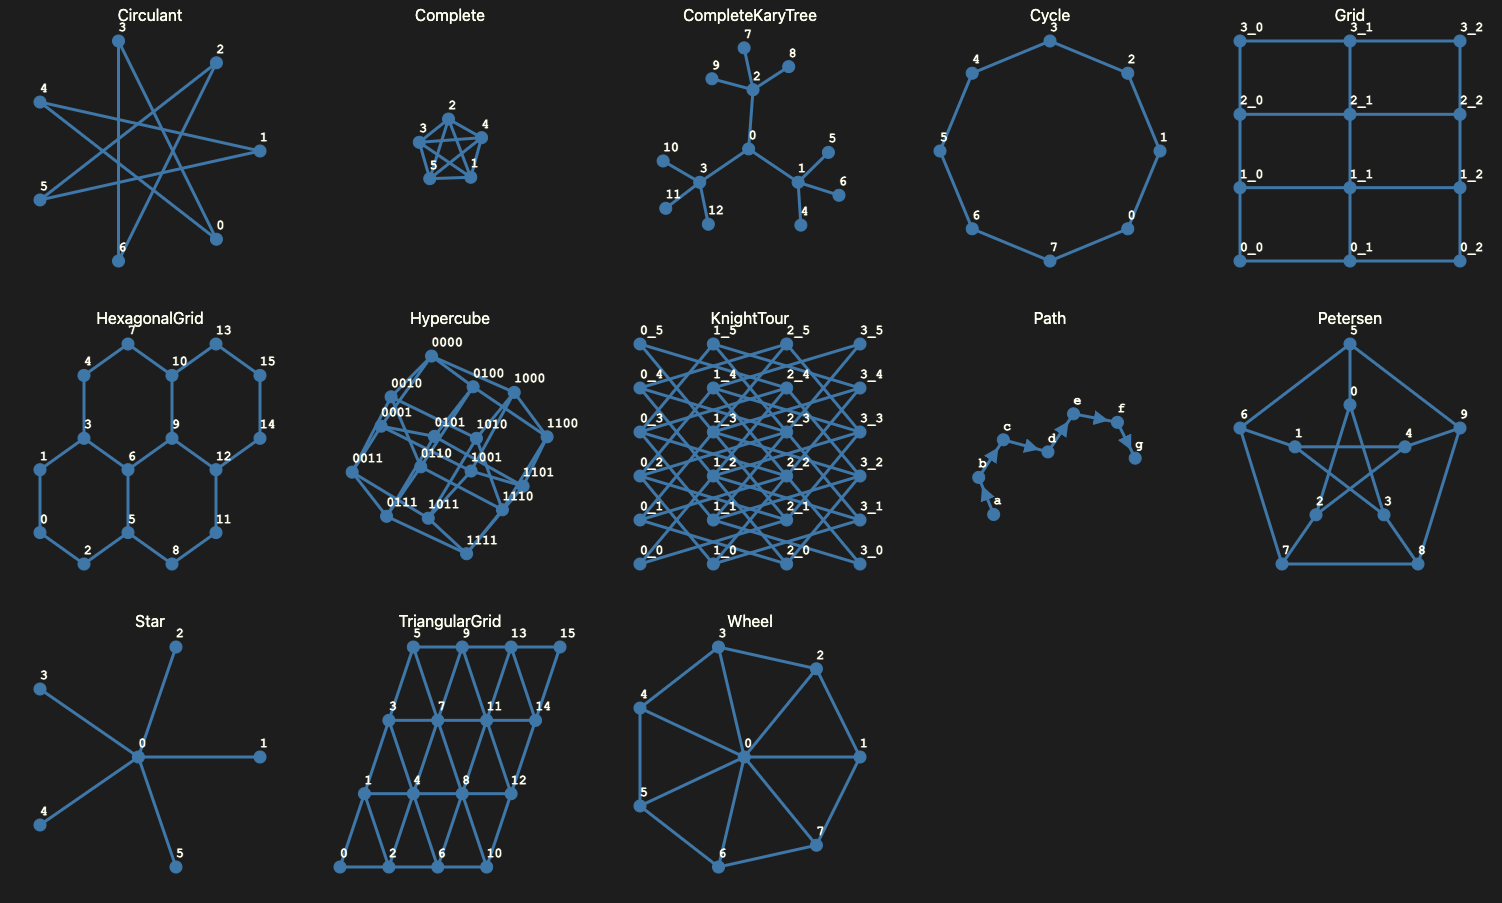 Circulant
3
2
4
1
5
0
6
Complete
2
3
4
5
1
CompleteKaryTree
7
8
9
2
0
5
10
3
1
6
11
12
4
Cycle
3
4
2
5
1
6
0
7
Grid
3_0 3_1 3_2
2_0 2_1 2_2
1_0 1_1 1_2
0_0 0_1 0_2
HexagonalGrid
7 13
4 10 15
3 9 14
1 6 12
0 5 11
2 8
Hypercube
0000
0100
1000
0010
0001
0101
1010
1100
0011
0110
1001
1101
0111
1011
1110
1111
KnightTour
0_5 1_5 2_5 3_5
0_4 1_4 2_4 3_4
0_3 1_3 2_3 3_3
0_2 1_2 2_2 3_2
0_1 1_1 2_1 3_1
0_0 1_0 2_0 3_0
Path
e
f
c
d
g
b
a
Petersen
5
0
6 9
1 4
2 3
7 8
Star
2
3
0
1
4
5
TriangularGrid
5 9 13 15
3 7 11 14
1 4 8 12
0 2 6 10
Wheel
3
2
4
0
1
5
7
6